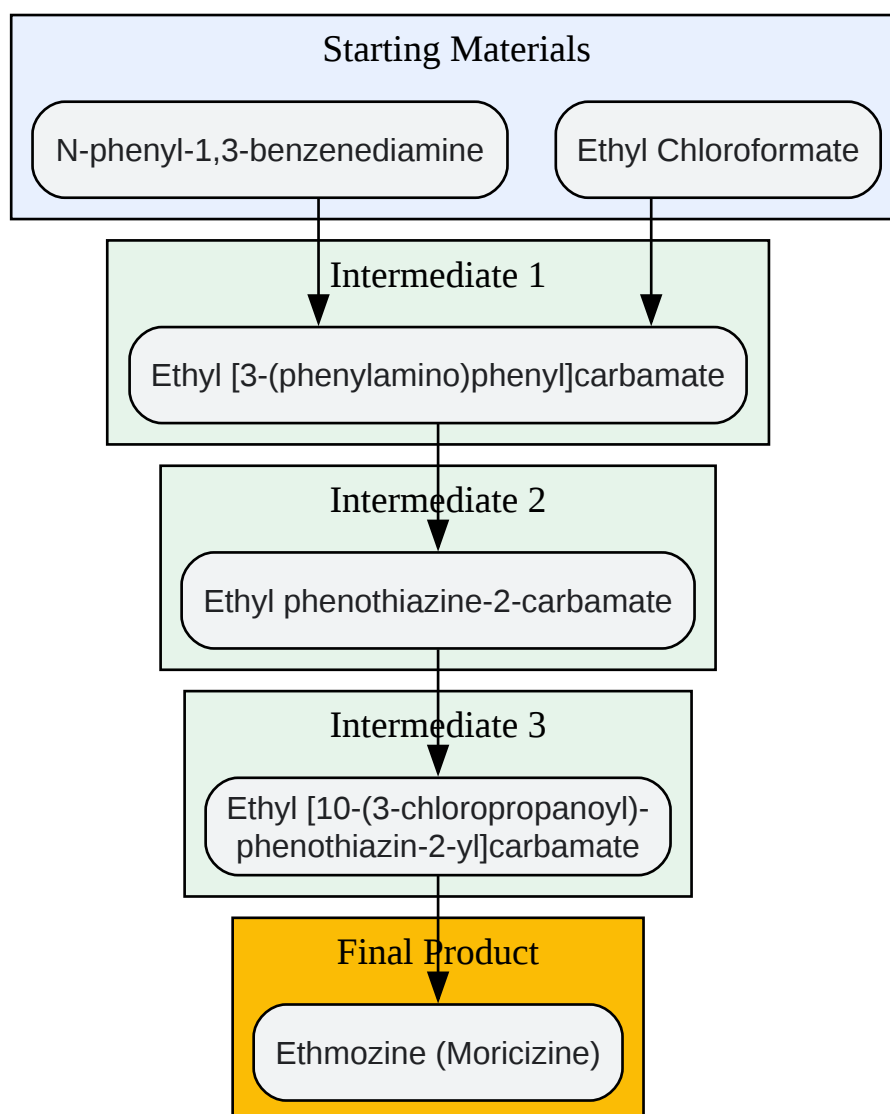 Starting Materials
N-phenyl-1,3-benzenediamine
Ethyl Chloroformate
Intermediate 1
Ethyl [3-(phenylamino)phenyl]carbamate
Intermediate 2
Ethyl phenothiazine-2-carbamate
Intermediate 3
Ethyl [10-(3-chloropropanoyl)-
phenothiazin-2-yl]carbamate
Final Product
Ethmozine (Moricizine)